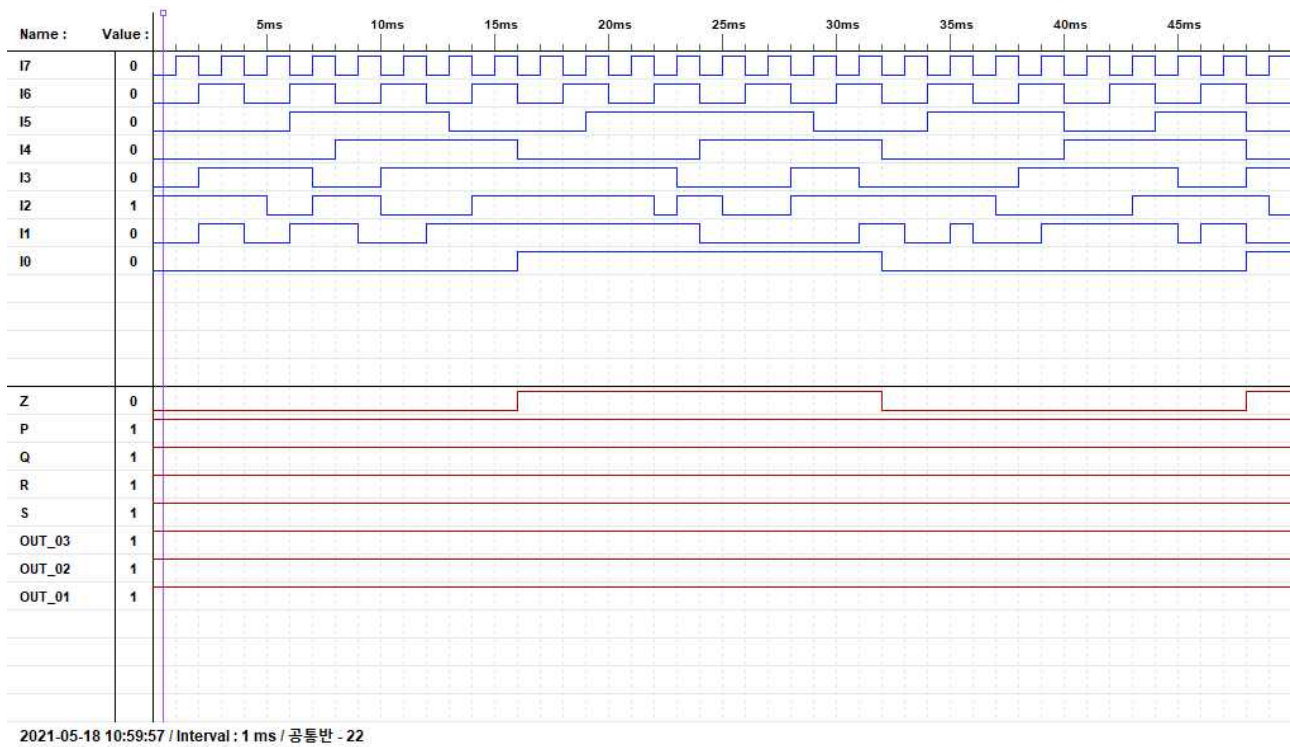 5ms 10ms 15ms 20ms 25ms 30ms 35ms 40ms 45ms
Name : Value :
I7 0
I6 0
I5 0
I4 0
I3 0
I2 1
I1 0
I0 0
Z 0
P 1
Q 1
R 1
S 1
OUT_03 1
OUT_02 1
OUT_01 1
2021-05-18 10:59:57 / Interval : 1 ms / 공통반 - 22